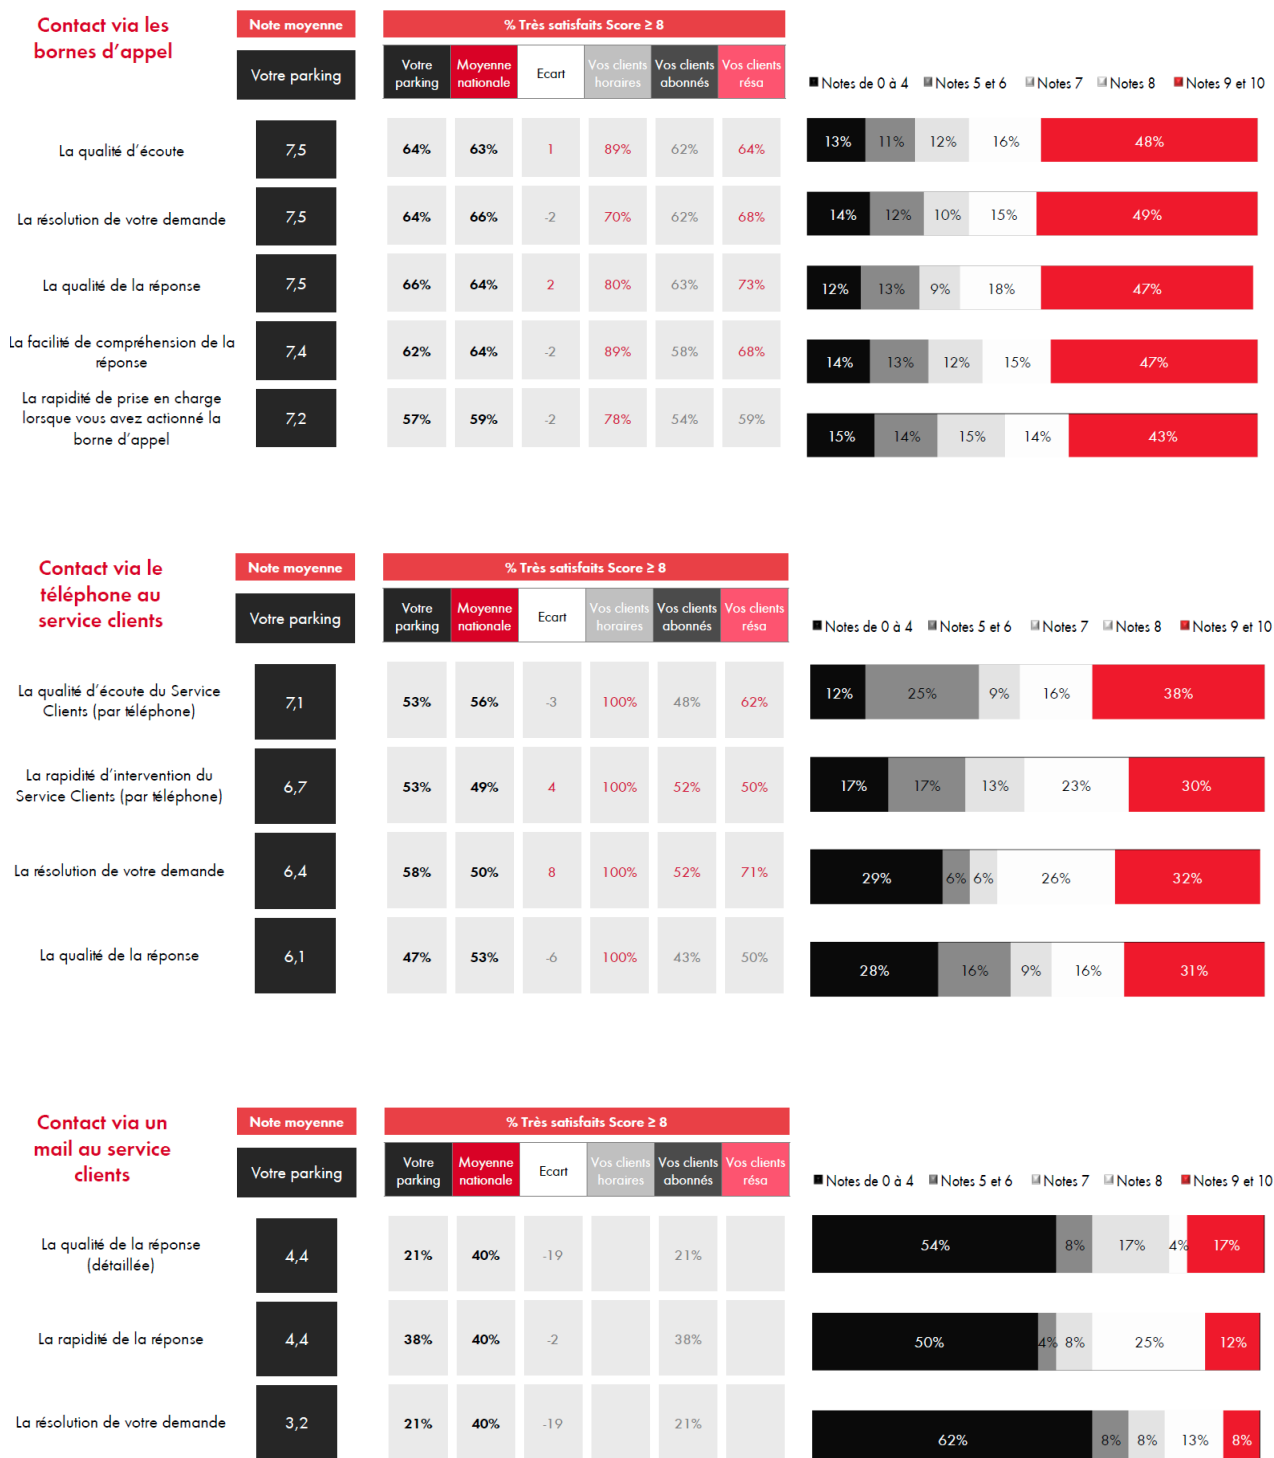 Contact via les
bornes d'appel
Note moyenne
Votre parking
% Très satisfaits Score ≥ 8
Votre parking
Moyenne nationale
Ecart
Vos clients horaires
Vos clients abonnés
Vos clients résa
Notes de 0 à 4 Notes 5 et 6 Notes 7 Notes 8 Notes 9 et 10
La qualité d'écoute 7,5 64% 63% 1 89% 62% 64% 13% 11% 12% 16% 48%
La résolution de votre demande 7,5 64% 66% -2 70% 62% 68% 14% 12% 10% 15% 49%
La qualité de la réponse 7,5 66% 64% 2 80% 63% 73% 12% 13% 9% 18% 47%
La facilité de compréhension de la
réponse
7,4 62% 64% -2 89% 58% 68% 14% 13% 12% 15% 47%
La rapidité de prise en charge
lorsque vous avez actionné la
borne d'appel
7,2 57% 59% -2 78% 54% 59% 15% 14% 15% 14% 43%
Contact via le
téléphone au
service clients
Note moyenne
Votre parking
% Très satisfaits Score ≥ 8
Votre parking
Moyenne nationale
Ecart
Vos clients horaires
Vos clients abonnés
Vos clients résa
Notes de 0 à 4 Notes 5 et 6 Notes 7 Notes 8 Notes 9 et 10
La qualité d'écoute du Service
Clients (par téléphone)
7,1 53% 56% -3 100% 48% 62% 12% 25% 9% 16% 38%
La rapidité d'intervention du
Service Clients (par téléphone)
6,7 53% 49% 4 100% 52% 50% 17% 17% 13% 23% 30%
La résolution de votre demande 6,4 58% 50% 8 100% 52% 71% 29% 6% 6% 26% 32%
La qualité de la réponse 6,1 47% 53% -6 100% 43% 50% 28% 16% 9% 16% 31%
Contact via un
mail au service
clients
Note moyenne
Votre parking
% Très satisfaits Score ≥ 8
Votre parking
Moyenne nationale
Ecart
Vos clients horaires
Vos clients abonnés
Vos clients résa
Notes de 0 à 4 Notes 5 et 6 Notes 7 Notes 8 Notes 9 et 10
La qualité de la réponse
(détaillée)
4,4 21% 40% -19 21% 54% 8% 17% 4% 17%
La rapidité de la réponse 4,4 38% 40% -2 38% 50% 4% 8% 25% 12%
La résolution de votre demande 3,2 21% 40% -19 21% 62% 8% 8% 13% 8%